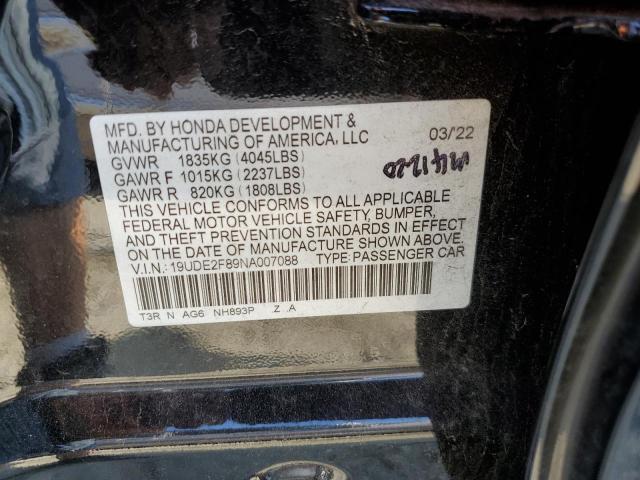 MFD. BY HONDA DEVELOPMENT &
MANUFACTURING OF AMERICA, LLC 03/22
GVWR 1835KG (4045LBS)
GAWR F 1015KG (2237LBS)
GAWR R 820KG (1808LBS)
THIS VEHICLE CONFORMS TO ALL APPLICABLE
FEDERAL MOTOR VEHICLE SAFETY, BUMPER,
AND THEFT PREVENTION STANDARDS IN EFFECT
ON THE DATE OF MANUFACTURE SHOWN ABOVE.
V.I.N.: 19UDE2F89NA007088 TYPE: PASSENGER CAR
T3R N AG6 NH893P .Z .A